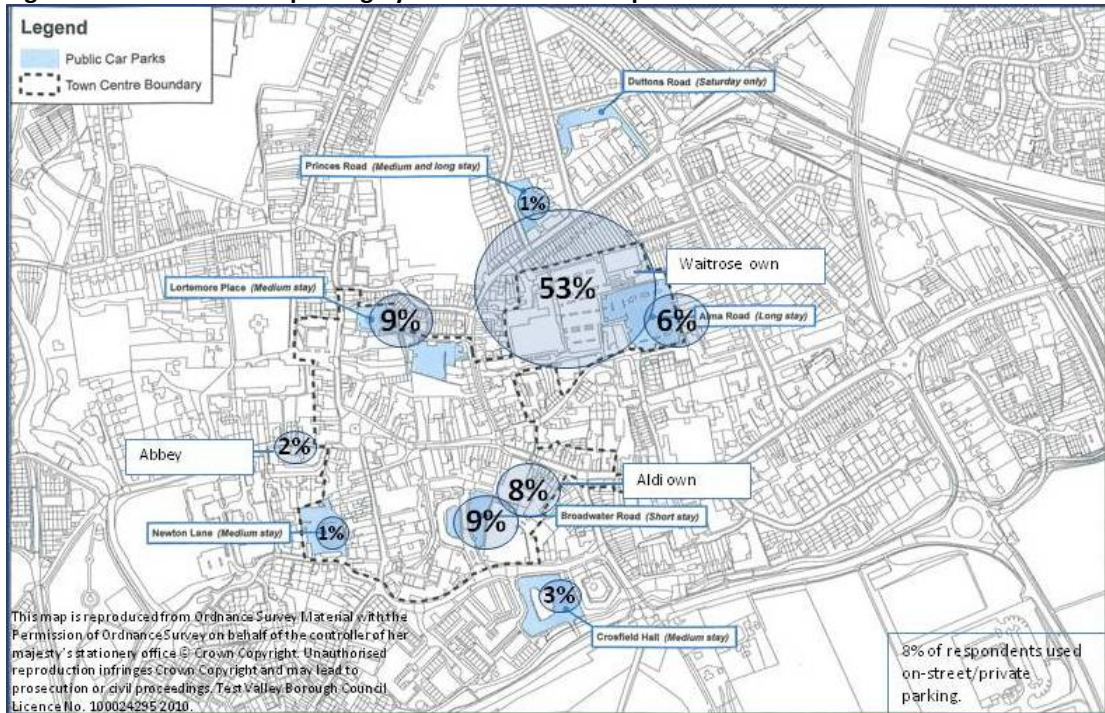 Legend
Public Car Parks
Town Centre Boundary
Duttons Road (Saturday only)
Princes Road (Medium and long stay)
1%
Waitrose own
53%
Lortemore Place (Medium stay)
9%
6%
Alma Road (Long stay)
Abbey
2%
Aldi own
8%
9%
Broadwater Road (Short stay)
Newton Lane (Medium stay)
1%
3%
Crosfield Hall (Medium stay)
This map is reproduced from Ordnance Survey Material with the
Permission of Ordnance Survey on behalf of the controller of her
majesty's stationery office © Crown Copyright. Unauthorised
reproduction infringes Crown Copyright and may lead to
prosecution or civil proceedings. Test Valley Borough Council
Licence No. 100024295 2010.
8% of respondents used
on-street/private
parking.